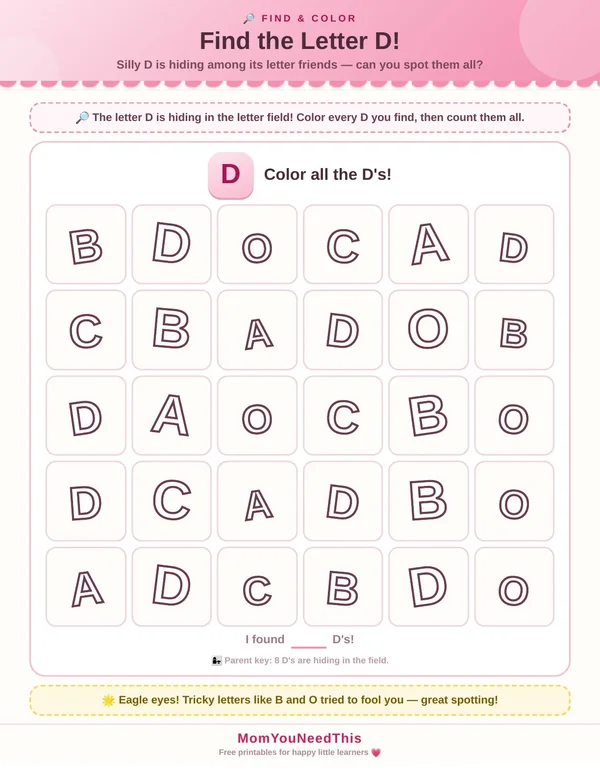 🔎 FIND & COLOR
Find the Letter D!
Silly D is hiding among its letter friends — can you spot them all?
🔎 The letter D is hiding in the letter field! Color every D you find, then count them all.
D Color all the D's!
B D O C A D
C B A D O B
D A O C B O
D C A D B O
A D C B D O
I found _____ D's!
Parent key: 8 D's are hiding in the field.
🌟 Eagle eyes! Tricky letters like B and O tried to fool you — great spotting!
MomYouNeedThis
Free printables for happy little learners 💗